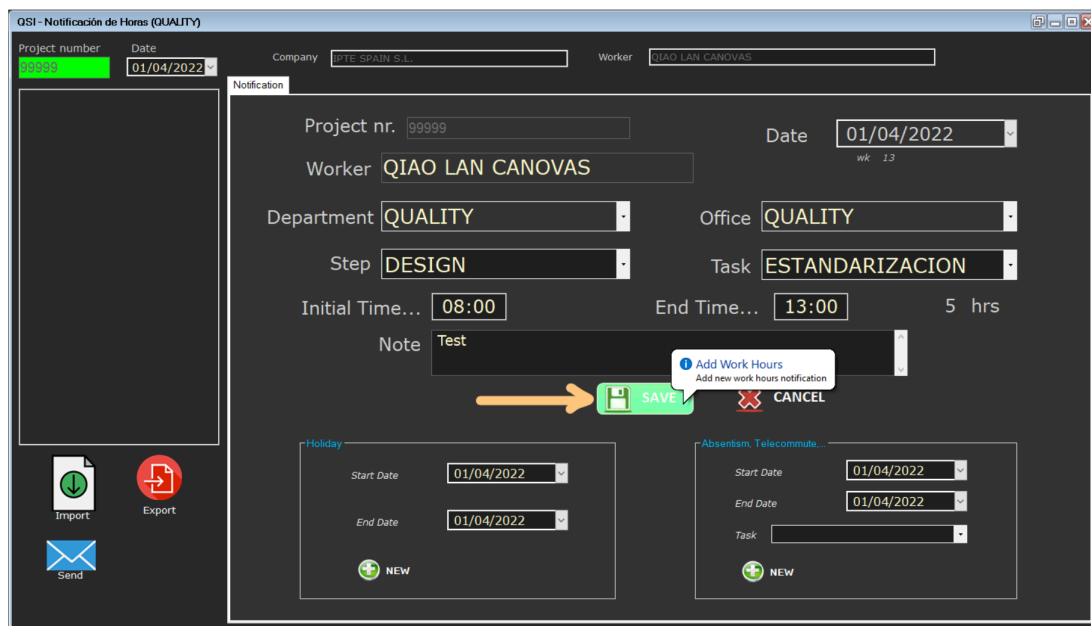 QSI - Notificación de Horas (QUALITY)
Project number
Date
99999
01/04/2022
Company
IPTE SPAIN S.L.
Worker
QIAO LAN CANOVAS
Notification
Project nr.
99999
Date
01/04/2022
wk 13
Worker
QIAO LAN CANOVAS
Department
QUALITY
Office
QUALITY
Step
DESIGN
Task
ESTANDARIZACION
Initial Time...
08:00
End Time...
13:00
5 hrs
Note
Test
Add Work Hours
Add new work hours notification
SAVE
CANCEL
Holiday
Start Date
01/04/2022
End Date
01/04/2022
NEW
Absentism, Telecommute,...
Start Date
01/04/2022
End Date
01/04/2022
Task
NEW
Import
Export
Send